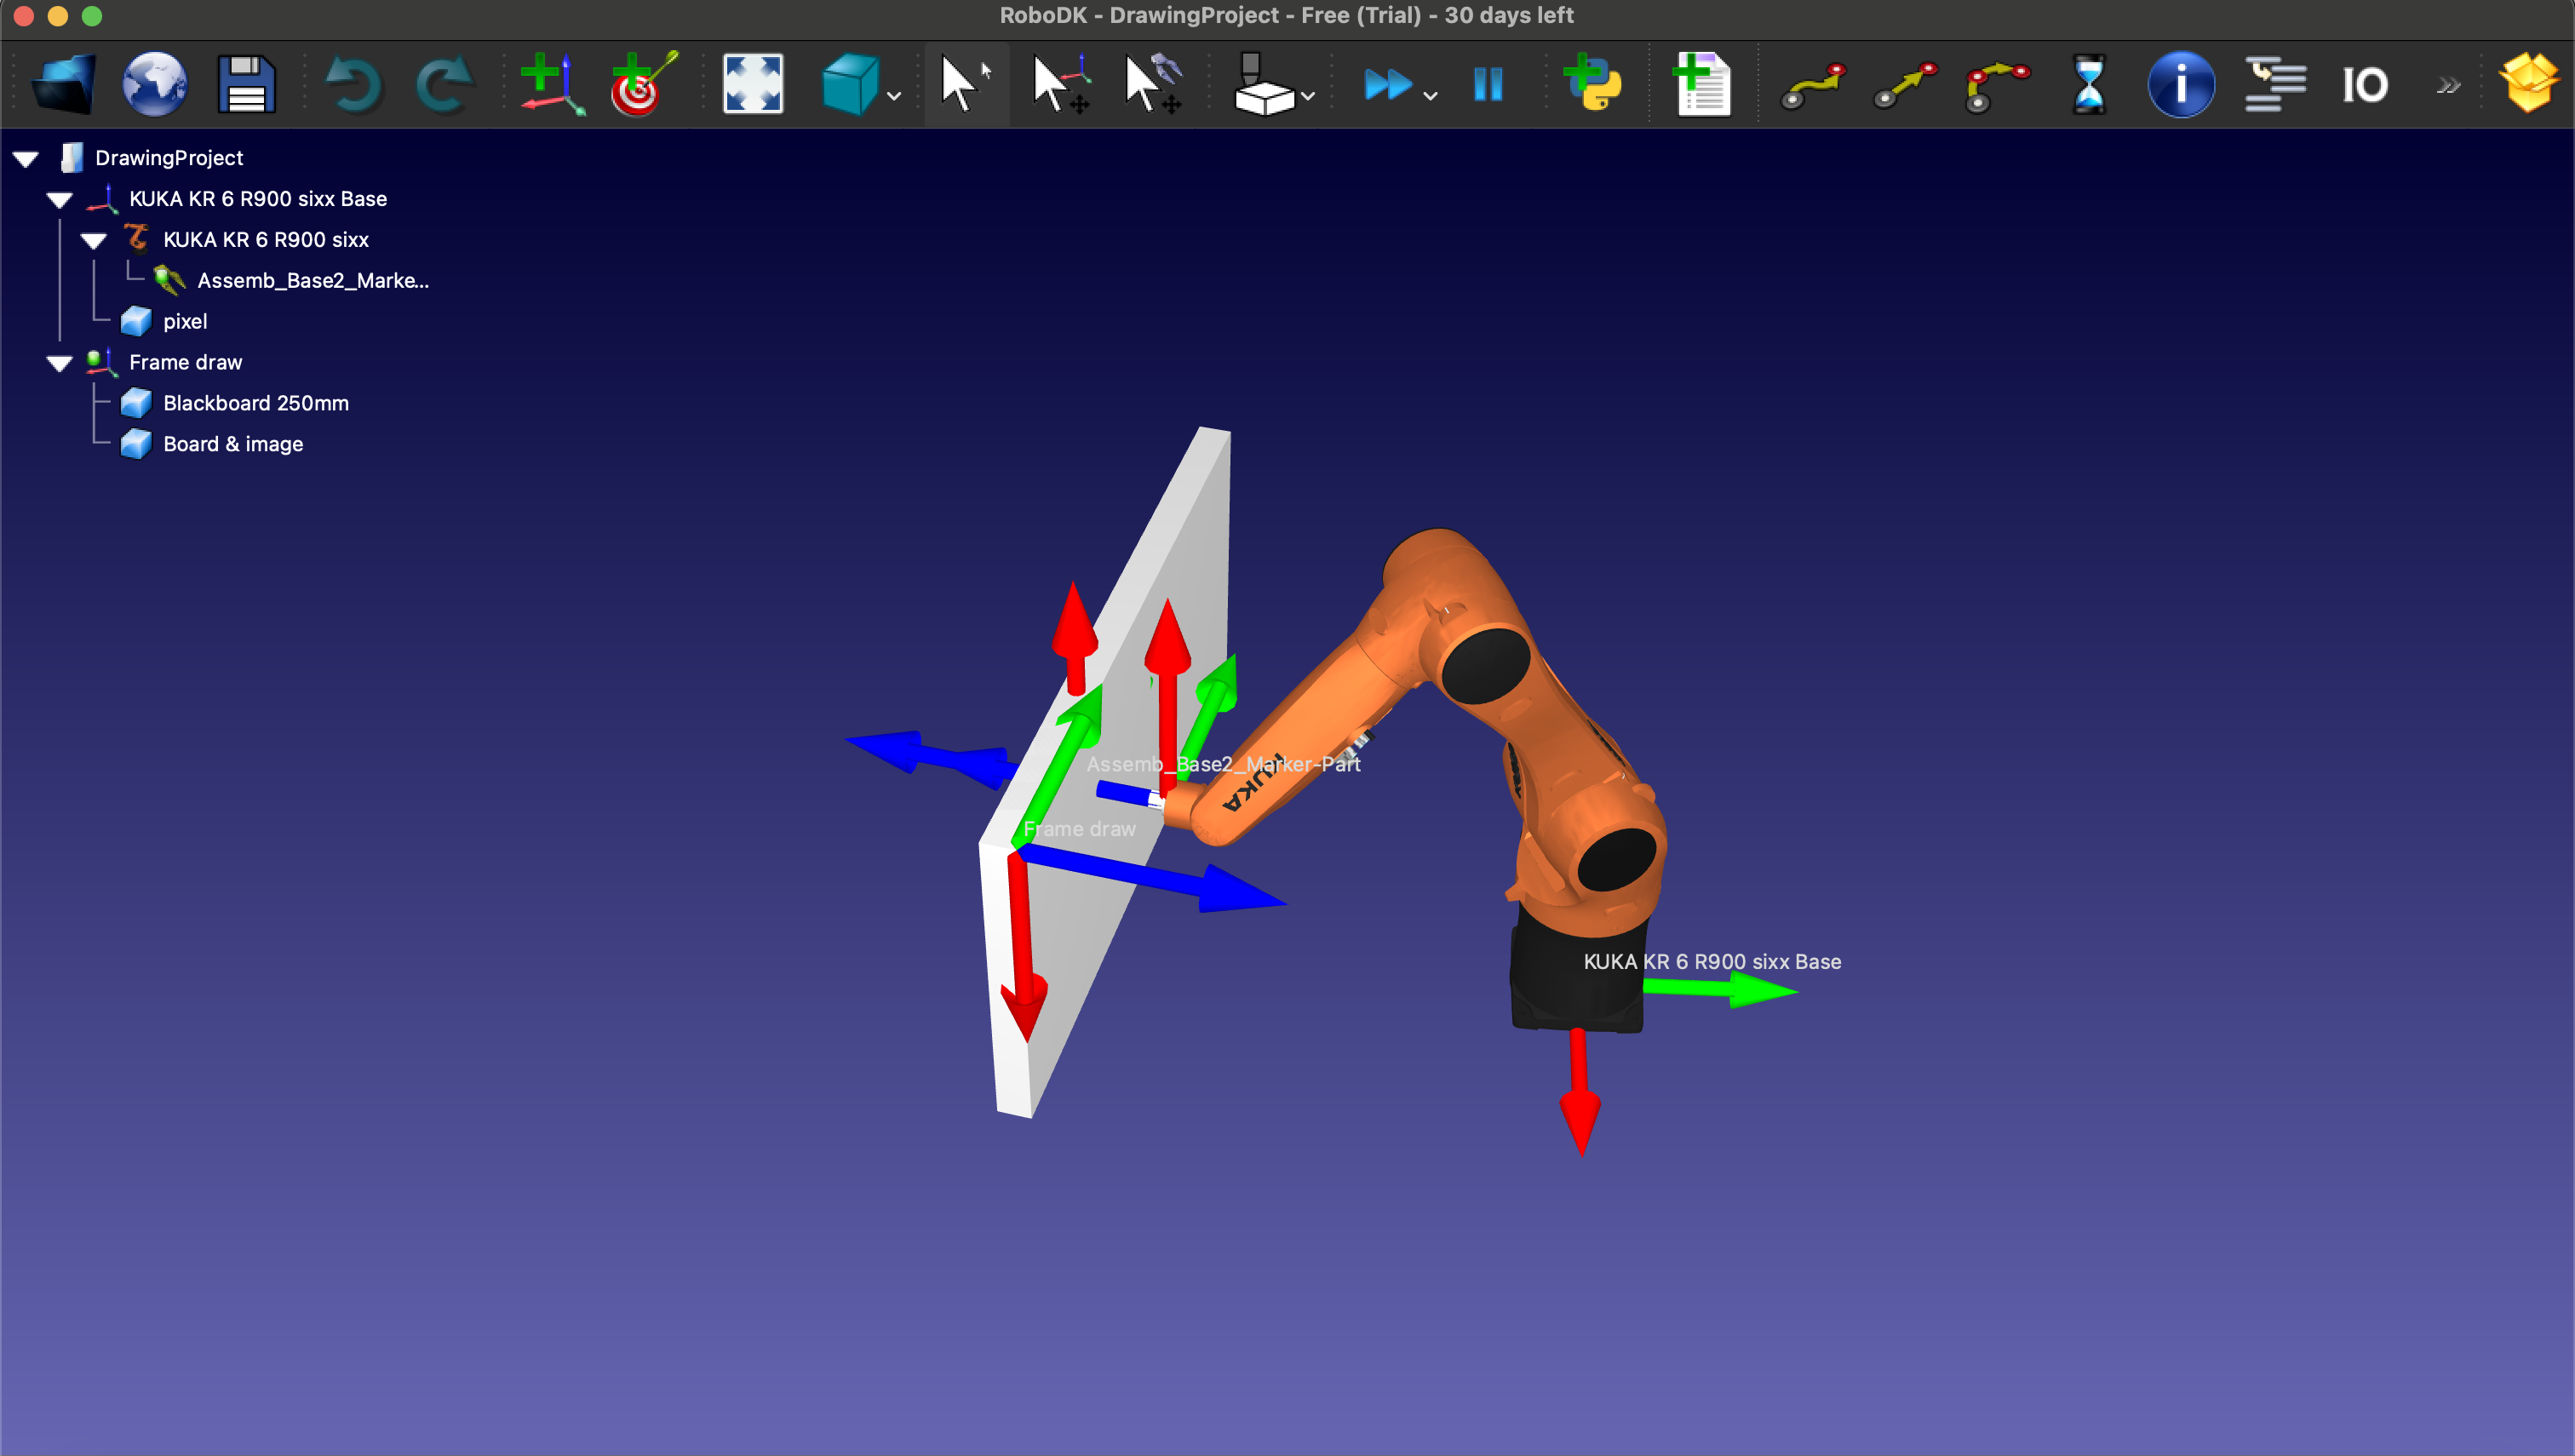 RoboDK - DrawingProject - Free (Trial) - 30 days left
IO
DrawingProject
KUKA KR 6 R900 sixx Base
KUKA KR 6 R900 sixx
Assemb_Base2_Marke...
pixel
Frame draw
Blackboard 250mm
Board & image
Assemb_Base2_Marker-Part
KUKA
Frame draw
KUKA KR 6 R900 sixx Base